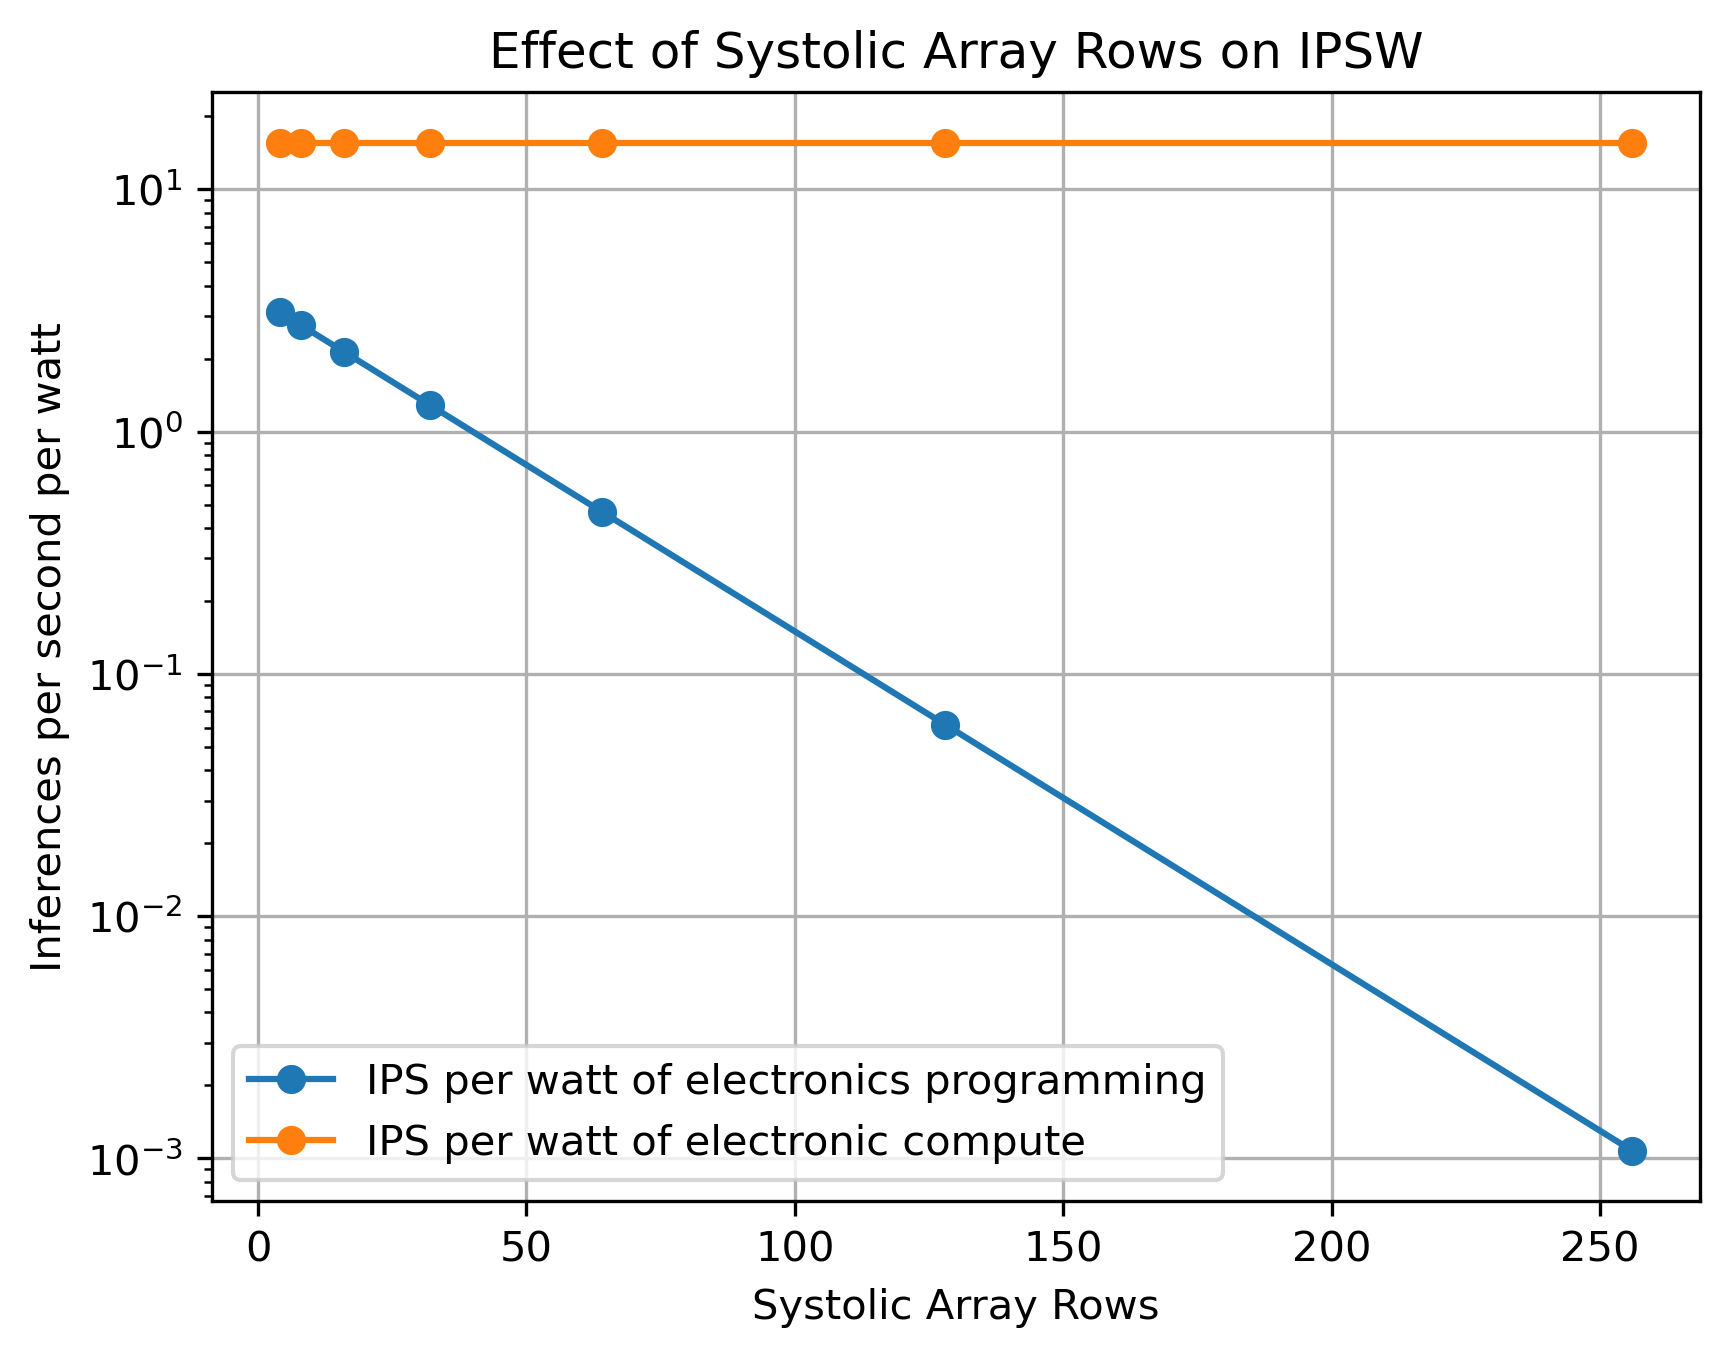 Effect of Systolic Array Rows on IPSW
Inferences per second per watt
10¹
10⁰
10⁻¹
10⁻²
10⁻³
IPS per watt of electronics programming
IPS per watt of electronic compute
0 50 100 150 200 250
Systolic Array Rows